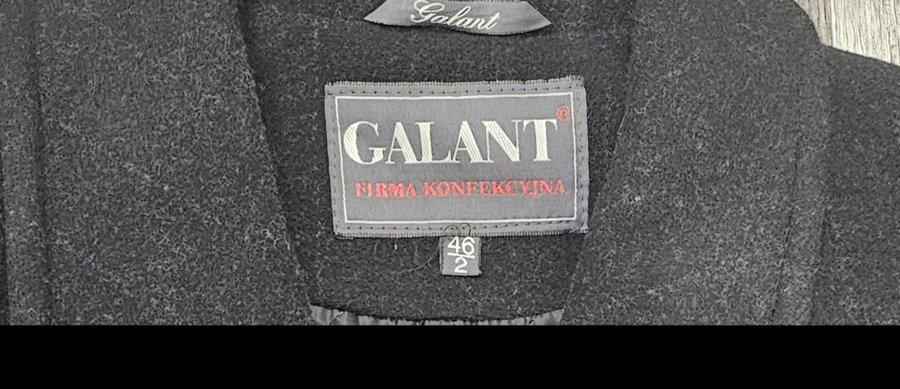 Galant
GALANT®
FIRMA KONFEKCYJNA
46
2